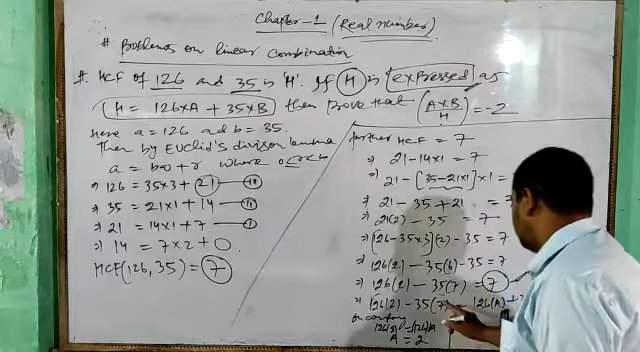 Chapter-1 (Real number)
# Problems on linear combination
#. HCF of 126 and 35 is 'H'. If H is expressed as
H = 126×A + 35×B then prove that (A×B/H) = -2
Here a = 126 and b = 35.
Then by Euclid's division lemma
a = bq + r where 0≤r<b
⇒ 126 = 35×3 + 21
⇒ 35 = 21×1 + 14
⇒ 21 = 14×1 + 7
⇒ 14 = 7×2 + 0
HCF(126, 35) = 7
further HCF = 7
⇒ 21-14×1 = 7
⇒ 21 - [35-21×1]×1 =
⇒ 21 - 35 + 21 =
⇒ 21(2) - 35 = 7
⇒ (126-35×3)(2) - 35 = 7
⇒ 126(2) - 35(6) - 35 = 7
⇒ 126(2) - 35(7) = 7
⇒ 126(2) - 35(7) 126(A) +
A = 2